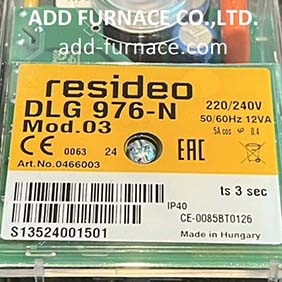 ADD FURNACE CO.,LTD.
add-furnace.com
resideo
DLG 976-N
Mod.03
220/240V
50/60Hz 12VA
5A cos φ 0.4
CE 0063 24
EAC
Art.No.0466003
ts 3 sec
IP40
CE-0085BT0126
S13524001501
Made in Hungary